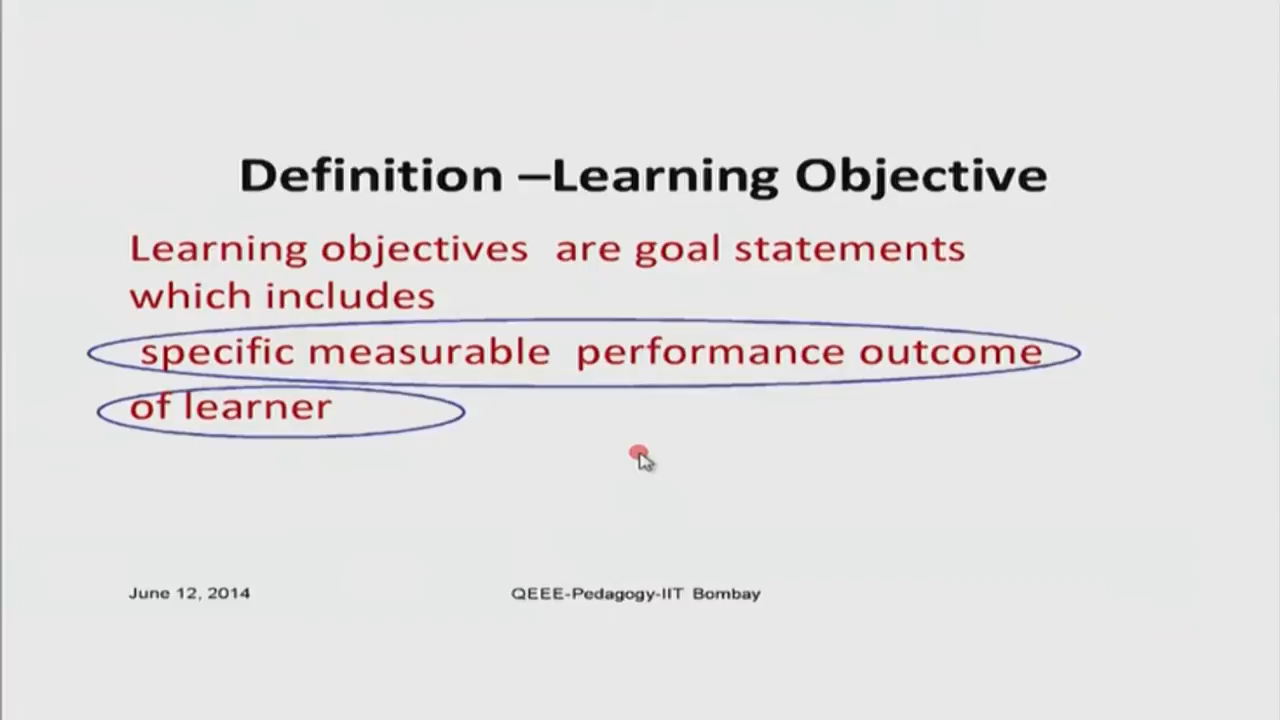 Definition –Learning Objective
Learning objectives are goal statements
which includes
specific measurable performance outcome
of learner
June 12, 2014
QEEE-Pedagogy-IIT Bombay